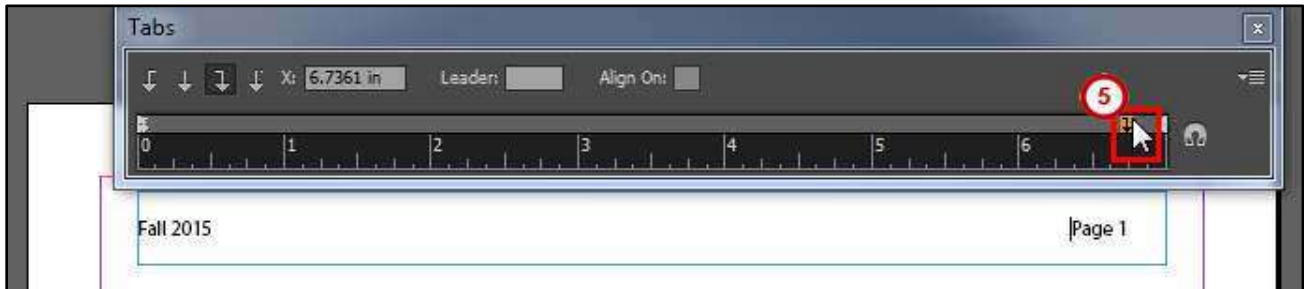 Tabs
X: 6.7361 in Leader: Align On:
5
0 1 2 3 4 5 6
Fall 2015 Page 1